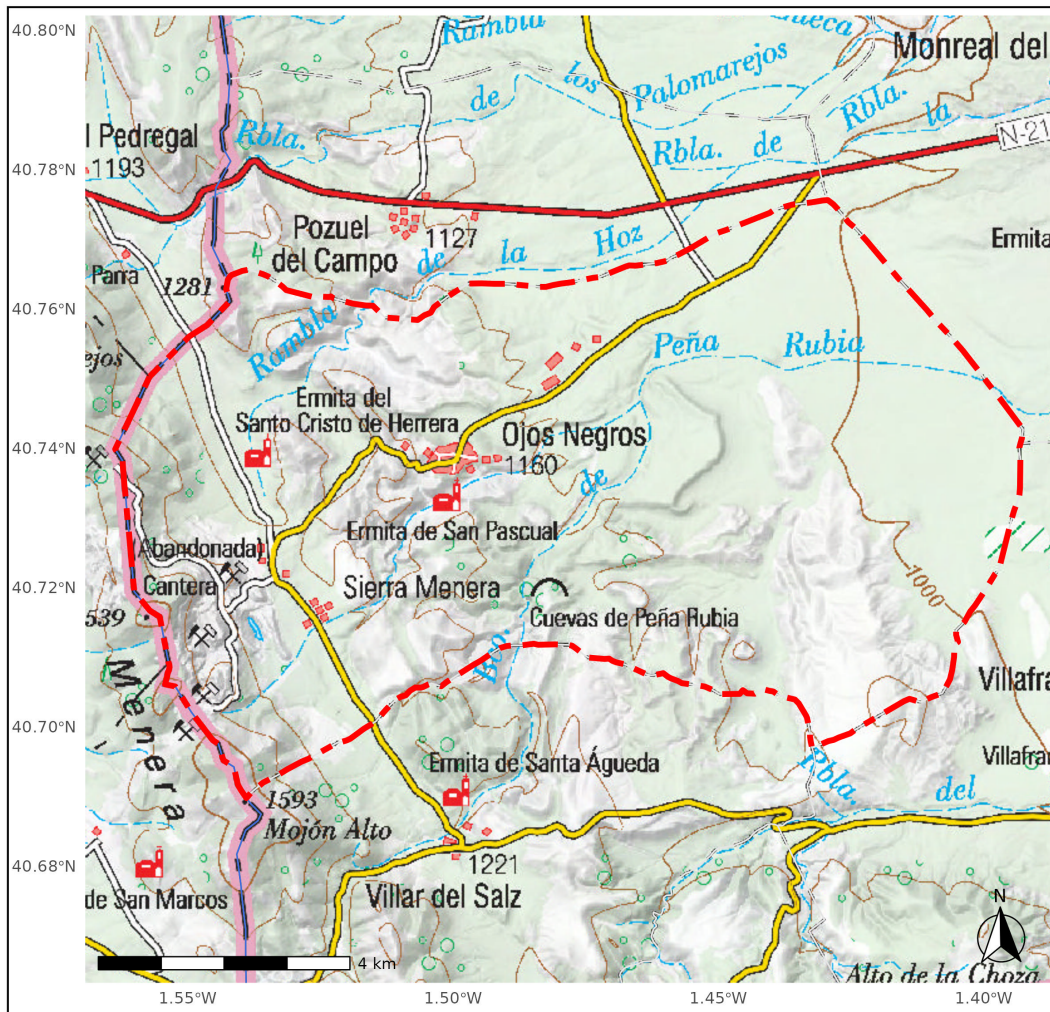 40.80°N
40.78°N
40.76°N
40.74°N
40.72°N
40.70°N
40.68°N
Rambla
de
los
Palomarejos
Monreal del
Rbla.
de
la
Rbla.
N-21
Rbla.
l Pedregal
1193
Pozuel
del Campo
1127
de
la
Hoz
Ermita
Parra
1281
Rambla
Peña
Rubia
ejos
Ermita del
Santo Cristo de Herrera
Ojos Negros
1160
de
Ermita de San Pascual
(Abandonada)
Cantera
Sierra Menera
1000
Cuevas de Peña Rubia
539
Bco.
Menera
Villafra
Ermita de Santa Águeda
Villafran
Rbla.
del
1593
Mojón Alto
1221
de San Marcos
Villar del Salz
N
4 km
Alto de la Choza
1.55°W
1.50°W
1.45°W
1.40°W